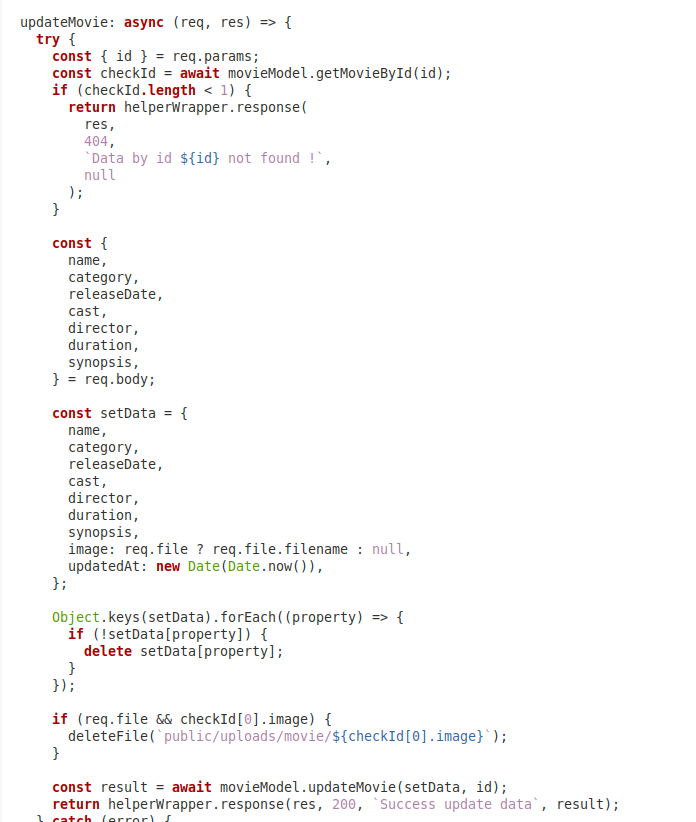 updateMovie: async (req, res) => {
  try {
    const { id } = req.params;
    const checkId = await movieModel.getMovieById(id);
    if (checkId.length < 1) {
      return helperWrapper.response(
        res,
        404,
        `Data by id ${id} not found !`,
        null
      );
    }

    const {
      name,
      category,
      releaseDate,
      cast,
      director,
      duration,
      synopsis,
    } = req.body;

    const setData = {
      name,
      category,
      releaseDate,
      cast,
      director,
      duration,
      synopsis,
      image: req.file ? req.file.filename : null,
      updatedAt: new Date(Date.now()),
    };

    Object.keys(setData).forEach((property) => {
      if (!setData[property]) {
        delete setData[property];
      }
    });

    if (req.file && checkId[0].image) {
      deleteFile(`public/uploads/movie/${checkId[0].image}`);
    }

    const result = await movieModel.updateMovie(setData, id);
    return helperWrapper.response(res, 200, `Success update data`, result);
  } catch (error) {